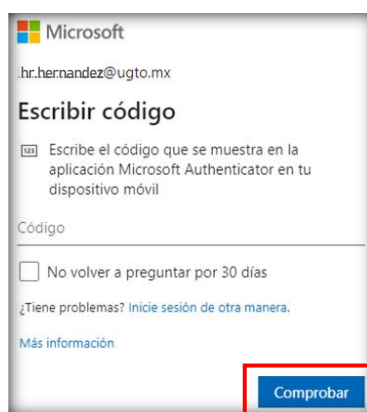 Microsoft
hr.hernandez@ugto.mx
Escribir código
Escribe el código que se muestra en la
aplicación Microsoft Authenticator en tu
dispositivo móvil
Código
No volver a preguntar por 30 días
¿Tiene problemas? Inicie sesión de otra manera.
Más información
Comprobar